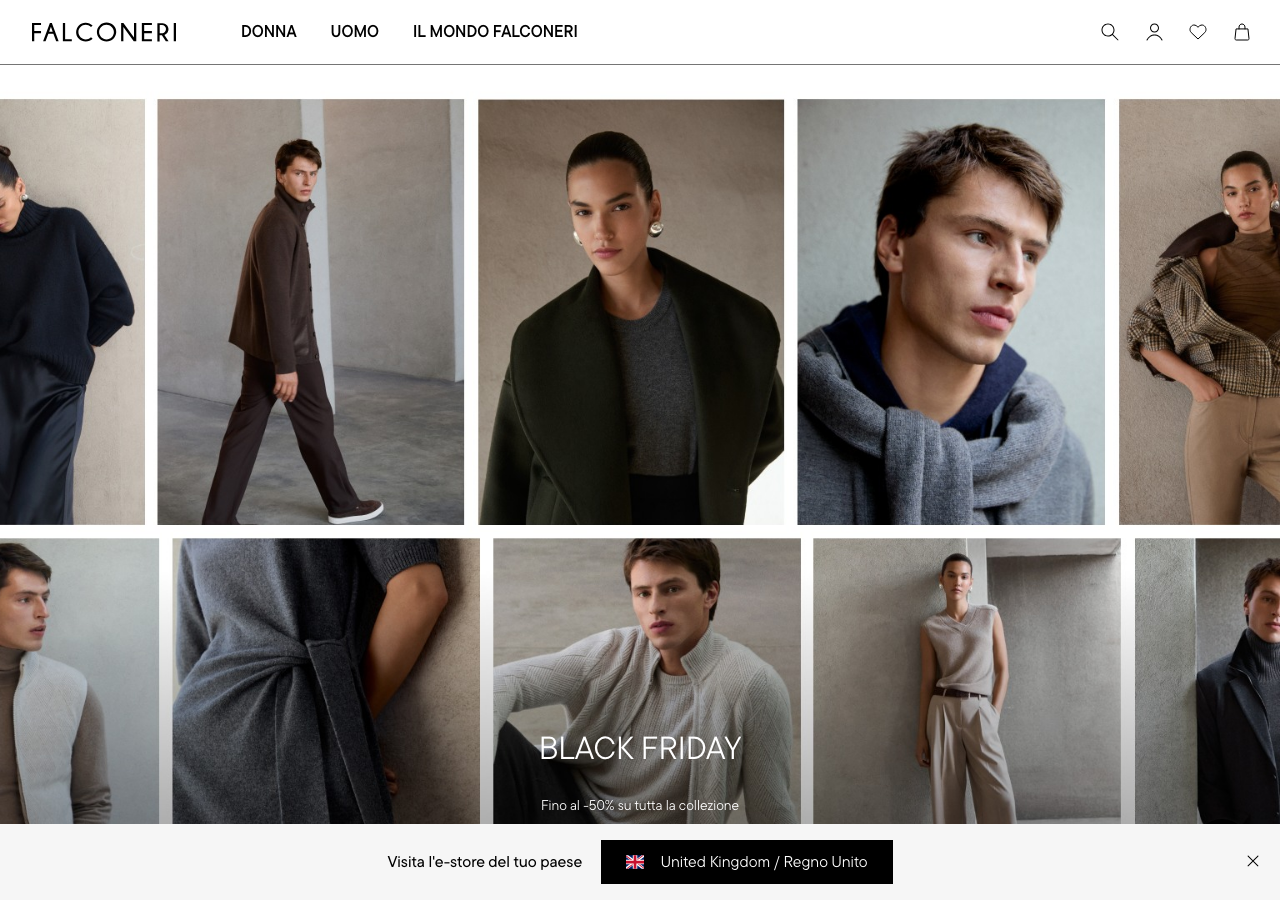 FALCONERI
DONNA
UOMO
IL MONDO FALCONERI
BLACK FRIDAY
Fino al -50% su tutta la collezione
Visita l'e-store del tuo paese
United Kingdom / Regno Unito